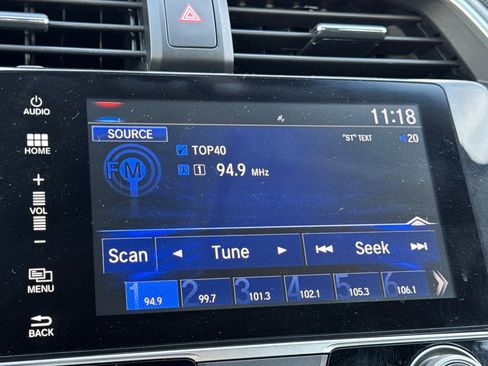 AUDIO
11:18
SOURCE
"ST" TEXT
20
HOME
FM
TOP40
1 94.9 MHz
+
VOL
−
Scan ◄ Tune ► |◄◄ Seek ►►|
MENU
1 94.9 2 99.7 3 101.3 4 102.1 5 105.3 6 106.1
BACK